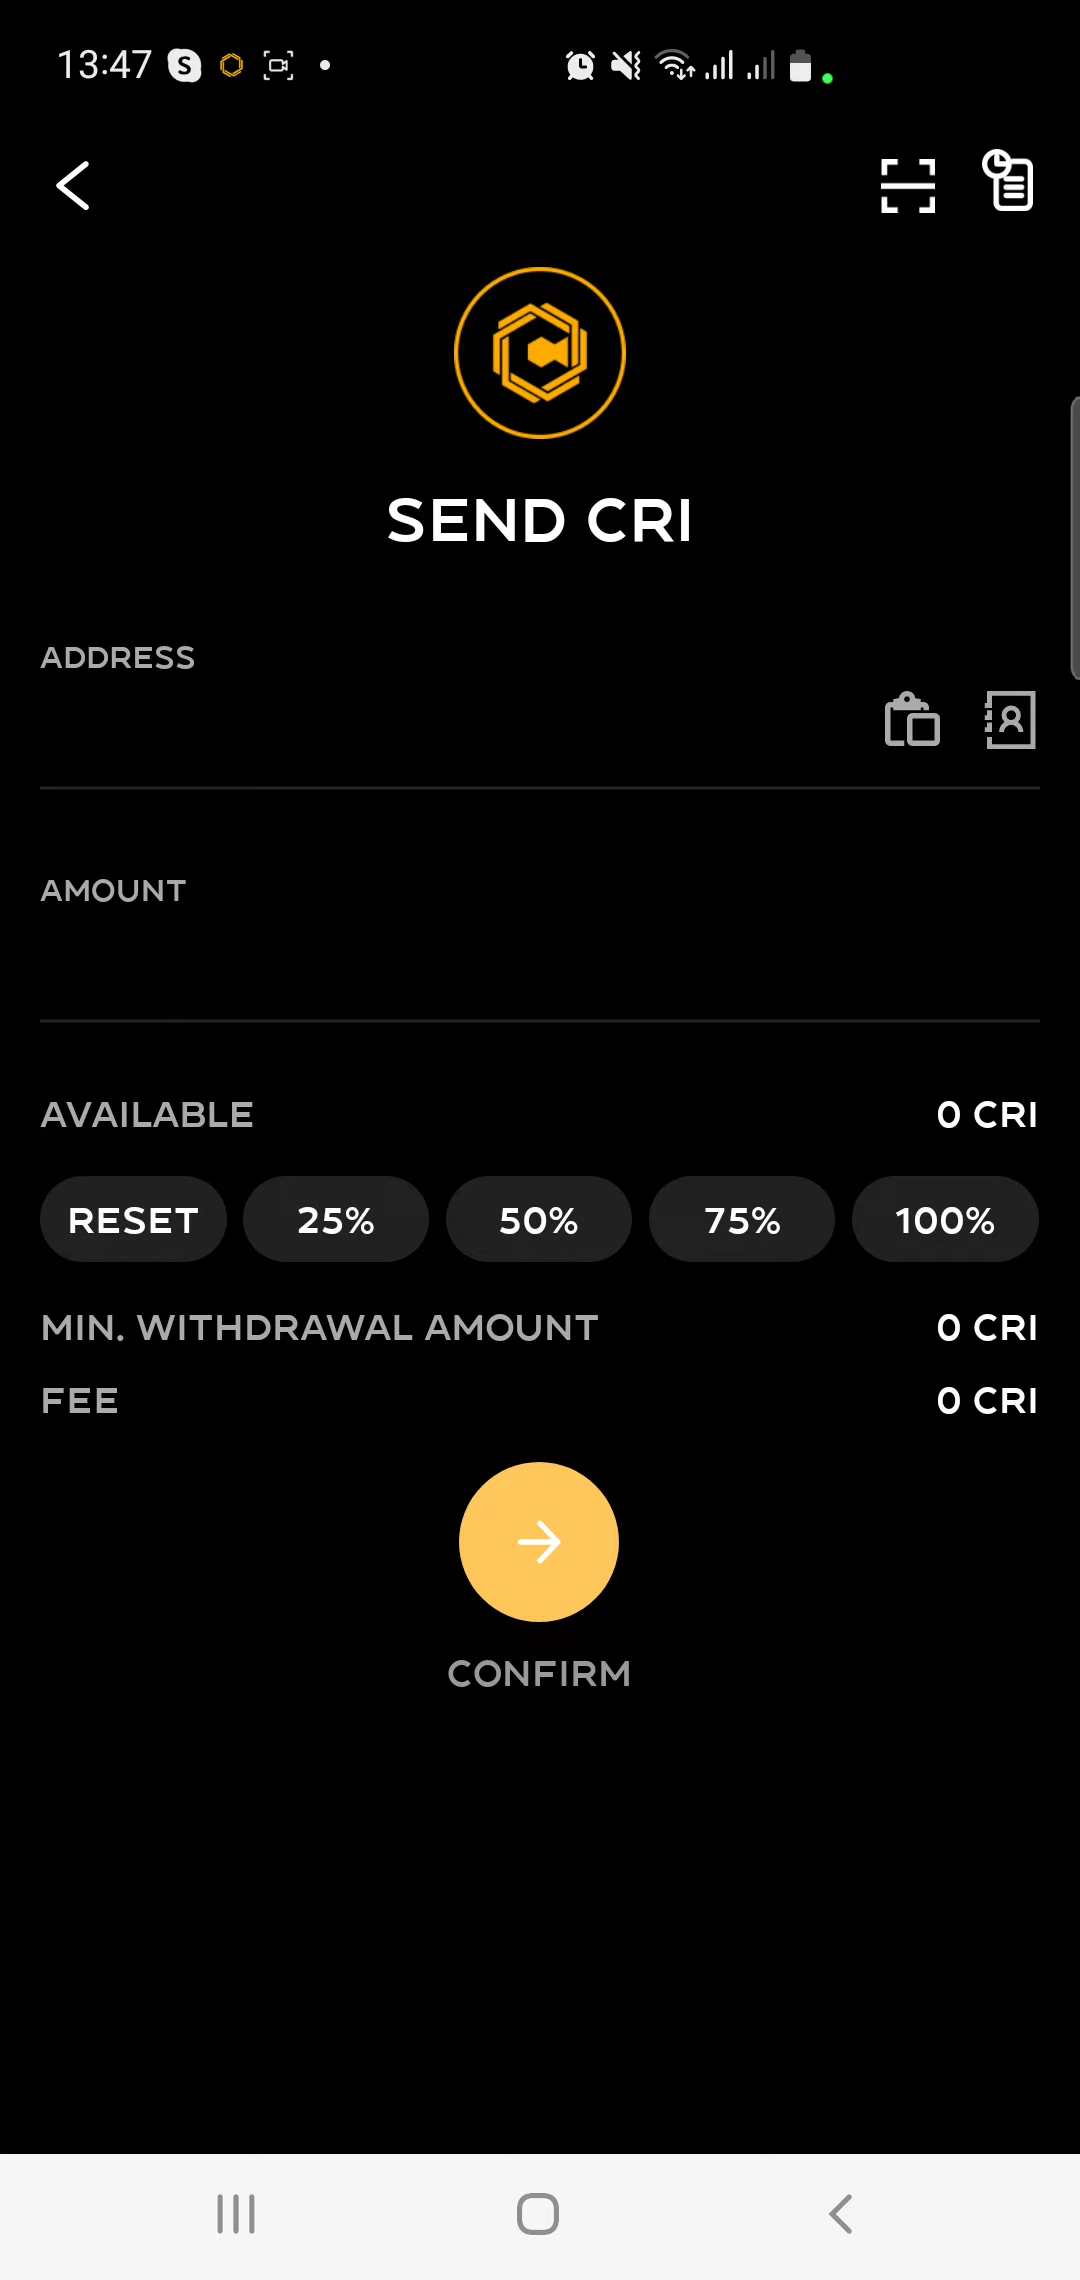 13:47
SEND CRI
ADDRESS
AMOUNT
AVAILABLE 0 CRI
RESET 25% 50% 75% 100%
MIN. WITHDRAWAL AMOUNT 0 CRI
FEE 0 CRI
CONFIRM